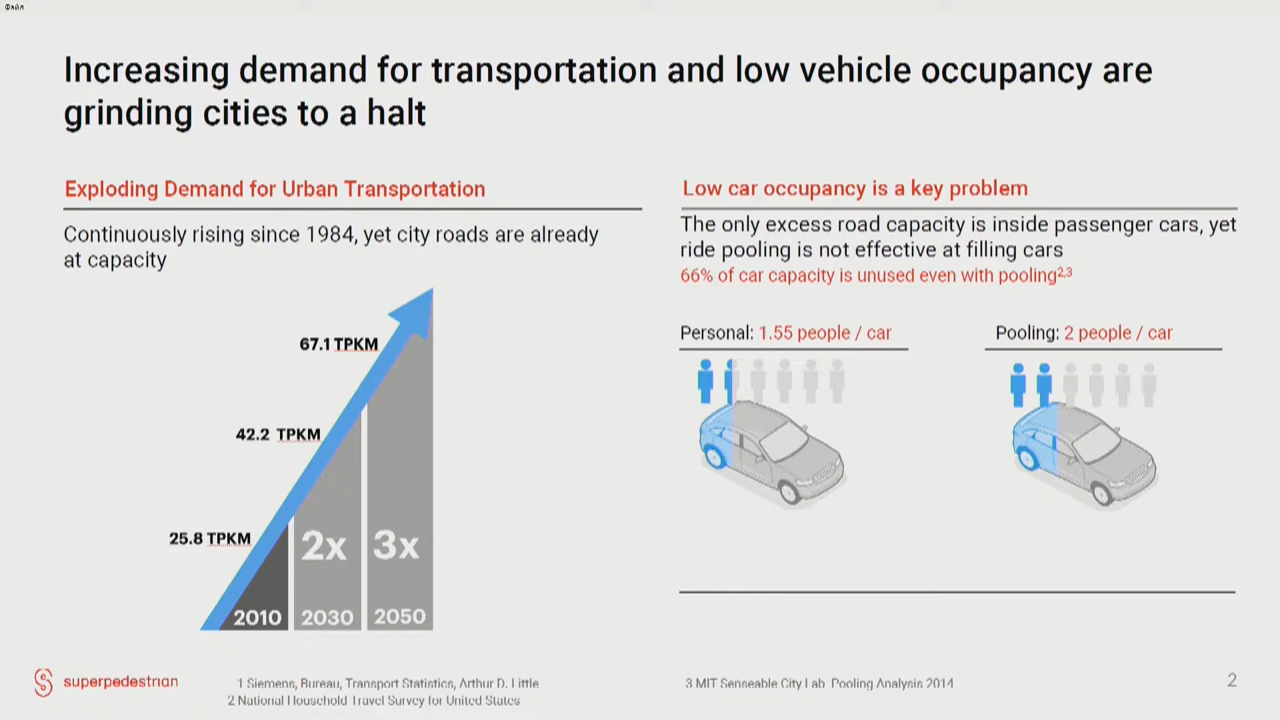 Increasing demand for transportation and low vehicle occupancy are
grinding cities to a halt
Exploding Demand for Urban Transportation
Continuously rising since 1984, yet city roads are already
at capacity
67.1 TPKM
42.2 TPKM
25.8 TPKM
2x
3x
2010
2030
2050
Low car occupancy is a key problem
The only excess road capacity is inside passenger cars, yet
ride pooling is not effective at filling cars
66% of car capacity is unused even with pooling2,3
Personal: 1.55 people / car
Pooling: 2 people / car
superpedestrian
1 Siemens, Bureau, Transport Statistics, Arthur D. Little
2 National Household Travel Survey for United States
3 MIT Senseable City Lab Pooling Analysis 2014
2